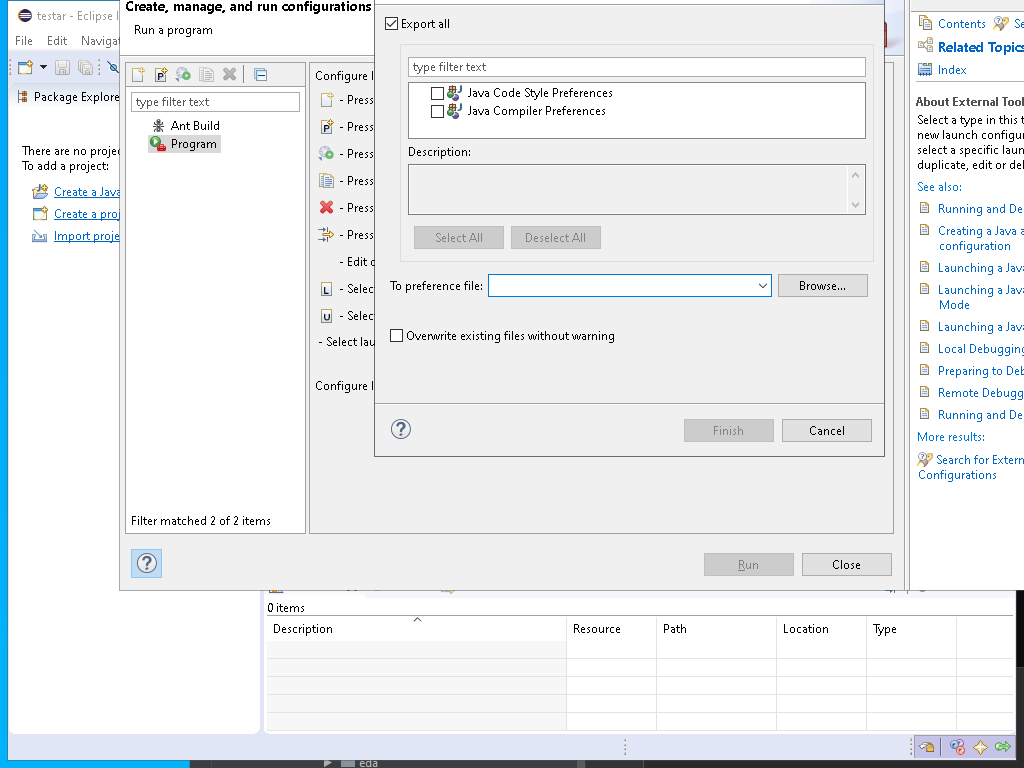 testar - Eclipse I
File Edit Navigat
Package Explore
There are no projec
To add a project:
Create a Java
Create a proj
Import proje
Create, manage, and run configurations
Run a program
type filter text
Ant Build
Program
Filter matched 2 of 2 items
Configure l
- Press
- Press
- Press
- Press
- Press
- Press
- Edit c
L - Selec
U - Selec
- Select lau
Configure l
Run
Close
Export all
type filter text
Java Code Style Preferences
Java Compiler Preferences
Description:
Select All
Deselect All
To preference file:
Browse...
Overwrite existing files without warning
Finish
Cancel
Contents Se
Related Topics
Index
About External Tool
Select a type in this t
new launch configur
select a specific laun
duplicate, edit or del
See also:
Running and De
Creating a Java a
configuration
Launching a Java
Launching a Java
Mode
Launching a Java
Local Debugging
Preparing to Deb
Remote Debugg
Running and De
More results:
Search for Extern
Configurations
0 items
Description Resource Path Location Type
eda